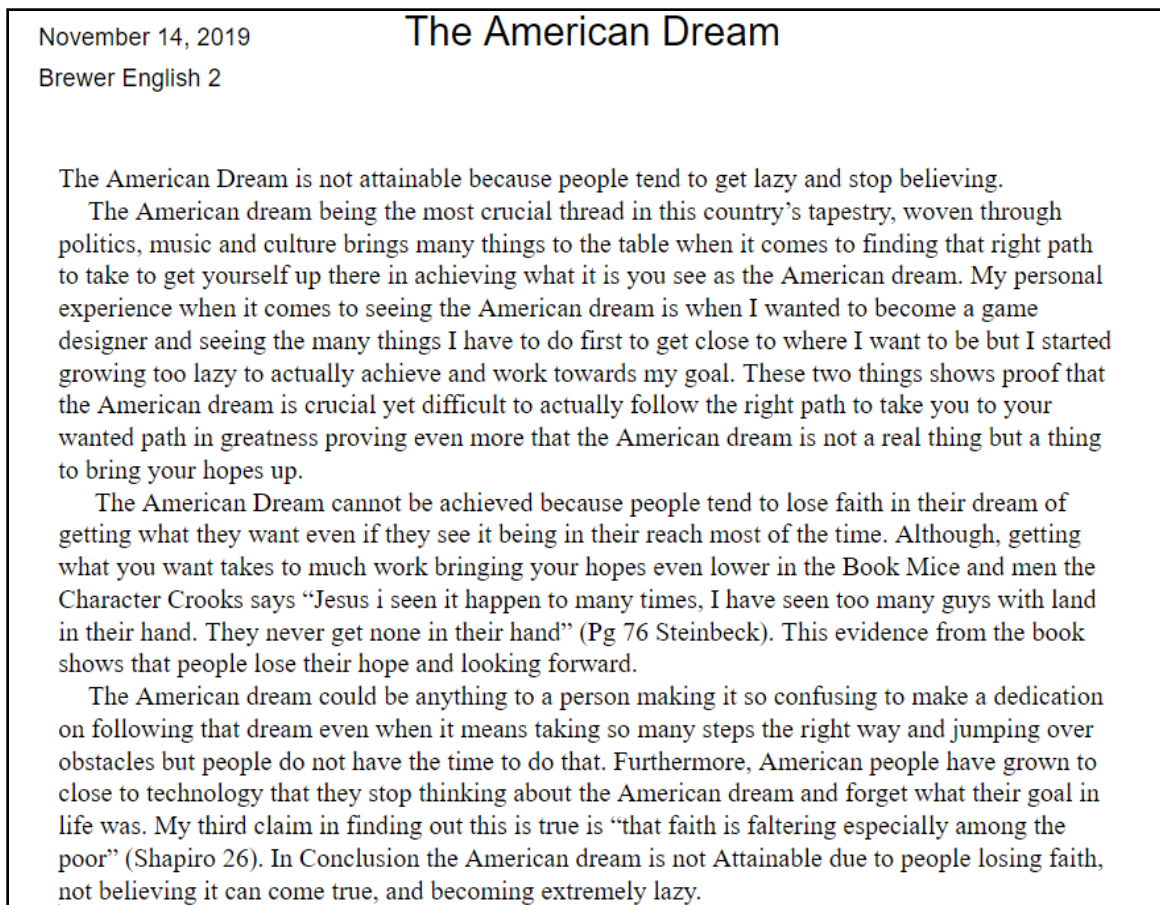 November 14, 2019
The American Dream
Brewer English 2
The American Dream is not attainable because people tend to get lazy and stop believing.
The American dream being the most crucial thread in this country’s tapestry, woven through
politics, music and culture brings many things to the table when it comes to finding that right path
to take to get yourself up there in achieving what it is you see as the American dream. My personal
experience when it comes to seeing the American dream is when I wanted to become a game
designer and seeing the many things I have to do first to get close to where I want to be but I started
growing too lazy to actually achieve and work towards my goal. These two things shows proof that
the American dream is crucial yet difficult to actually follow the right path to take you to your
wanted path in greatness proving even more that the American dream is not a real thing but a thing
to bring your hopes up.
The American Dream cannot be achieved because people tend to lose faith in their dream of
getting what they want even if they see it being in their reach most of the time. Although, getting
what you want takes to much work bringing your hopes even lower in the Book Mice and men the
Character Crooks says “Jesus i seen it happen to many times, I have seen too many guys with land
in their hand. They never get none in their hand” (Pg 76 Steinbeck). This evidence from the book
shows that people lose their hope and looking forward.
The American dream could be anything to a person making it so confusing to make a dedication
on following that dream even when it means taking so many steps the right way and jumping over
obstacles but people do not have the time to do that. Furthermore, American people have grown to
close to technology that they stop thinking about the American dream and forget what their goal in
life was. My third claim in finding out this is true is “that faith is faltering especially among the
poor” (Shapiro 26). In Conclusion the American dream is not Attainable due to people losing faith,
not believing it can come true, and becoming extremely lazy.